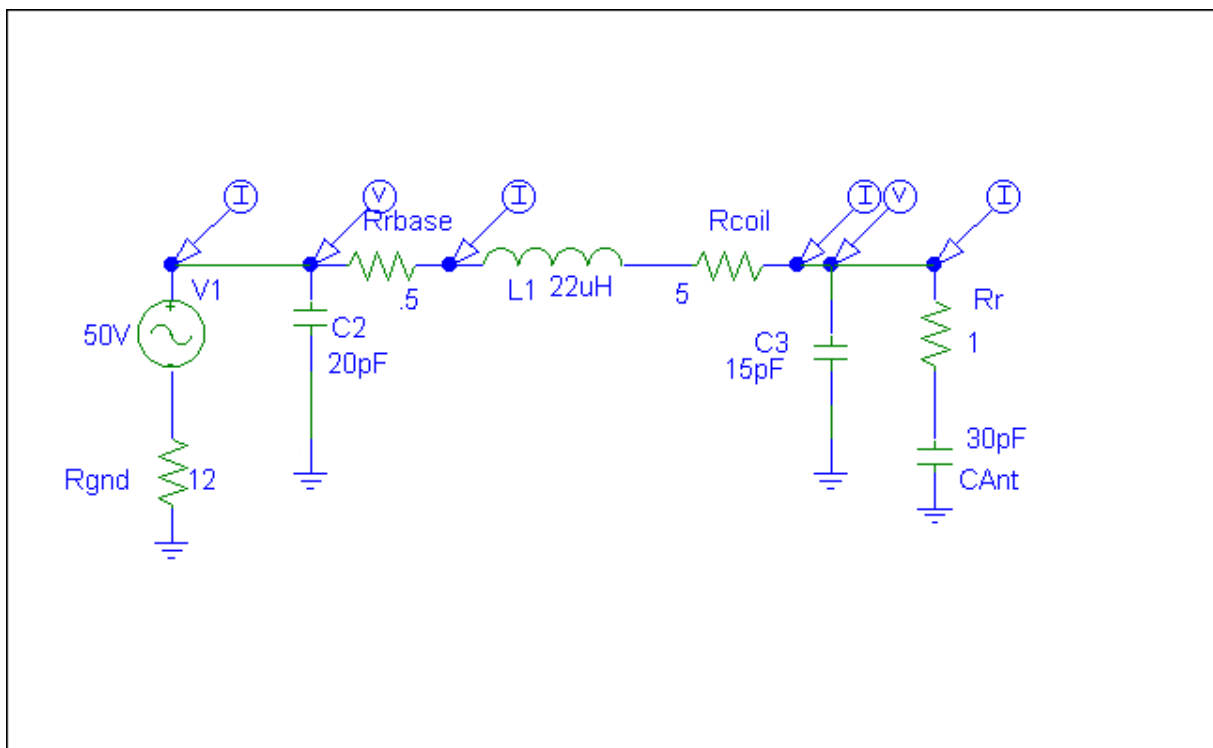 I
V
I
I
V
I
Rrbase
Rcoil
V1
.5
L1
22uH
5
Rr
50V
C2
20pF
C3
15pF
1
Rgnd
12
30pF
CAnt